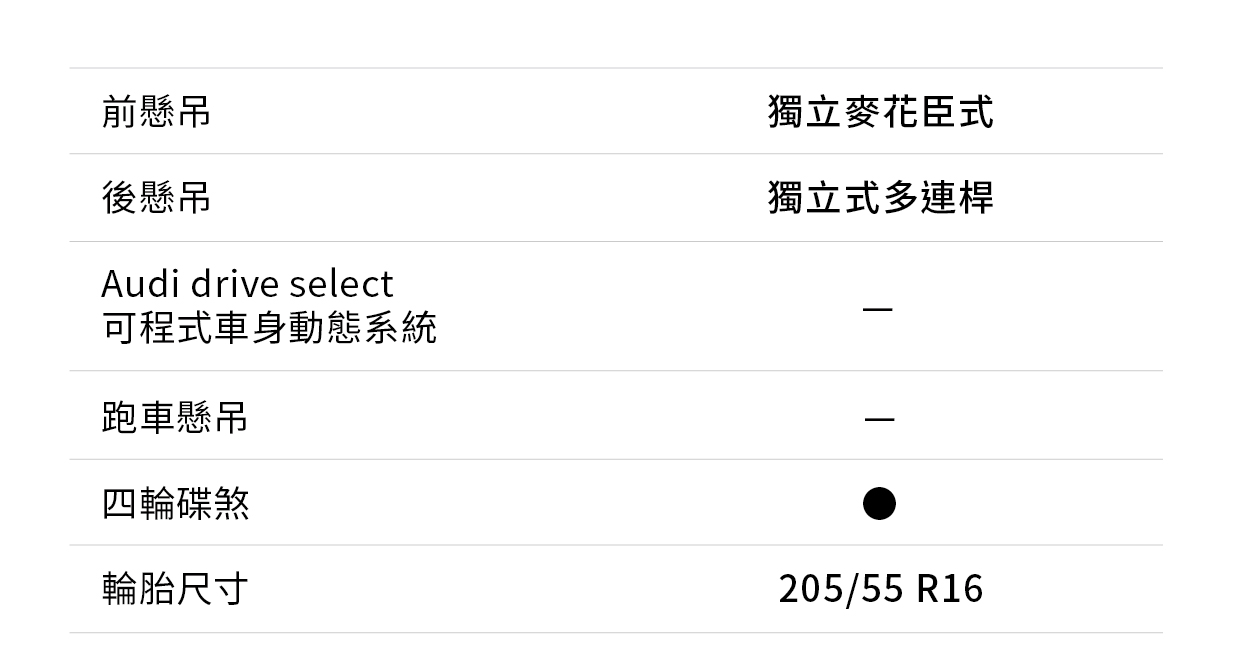 前懸吊 獨立麥花臣式
後懸吊 獨立式多連桿
Audi drive select
可程式車身動態系統 —
跑車懸吊 —
四輪碟煞 ●
輪胎尺寸 205/55 R16